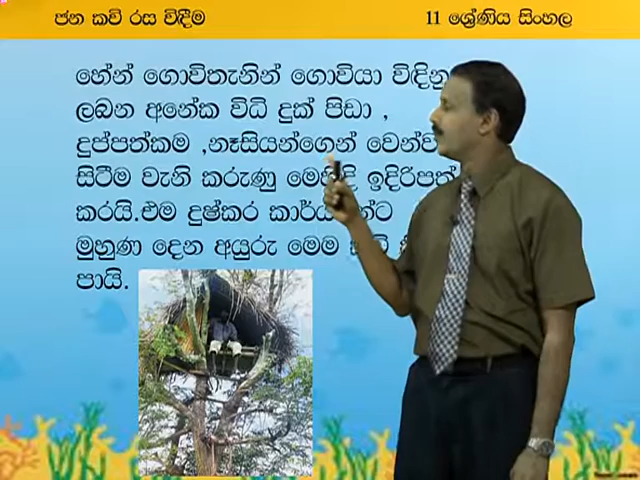 ජන කවි රස විඳීම
11 ශ්‍රේණිය සිංහල
හේන් ගොවිතැනින් ගොවියා විඳිනු
ලබන අනේක විධි දුක් පීඩා ,
දුප්පත්කම ,නෑසියන්ගෙන්
සිටීම වැනි කරුණු ඉදිරිපත්
කරයි.එම දුෂ්කර
මුහුණ දෙන අයුරු මෙම
පායි.